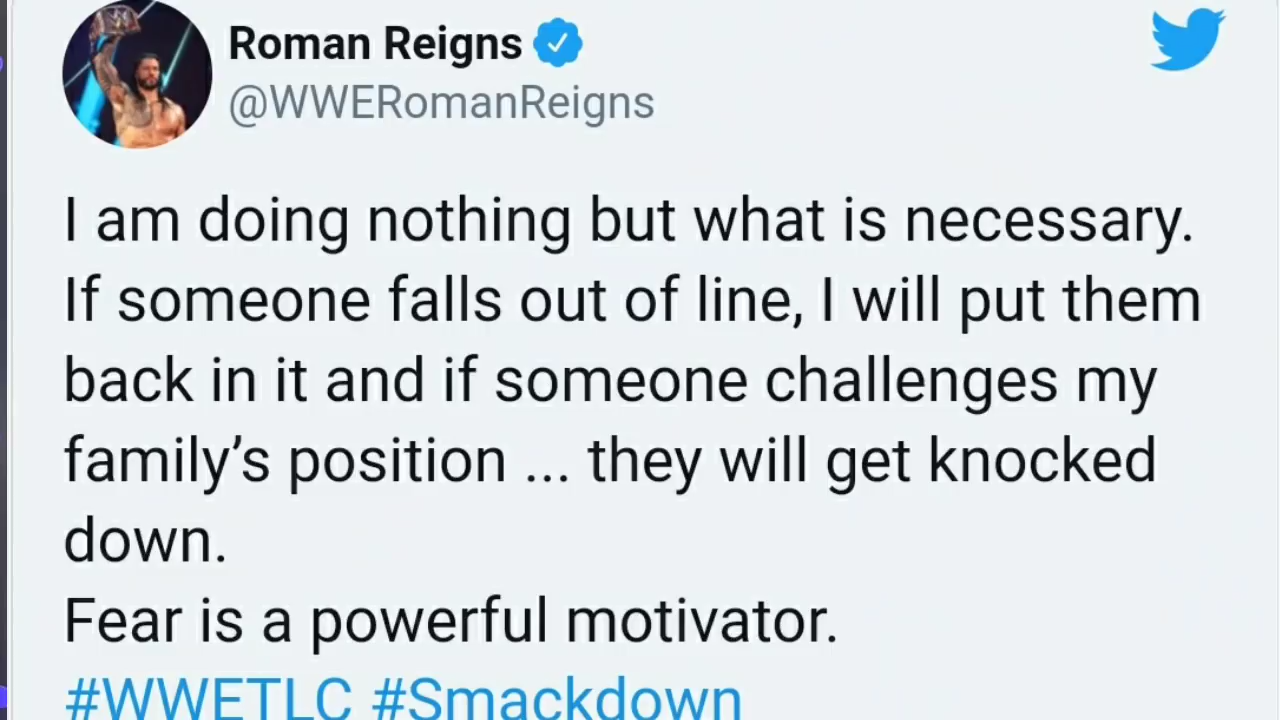 Roman Reigns
@WWERomanReigns
I am doing nothing but what is necessary.
If someone falls out of line, I will put them
back in it and if someone challenges my
family’s position ... they will get knocked
down.
Fear is a powerful motivator.
#WWETLC #Smackdown